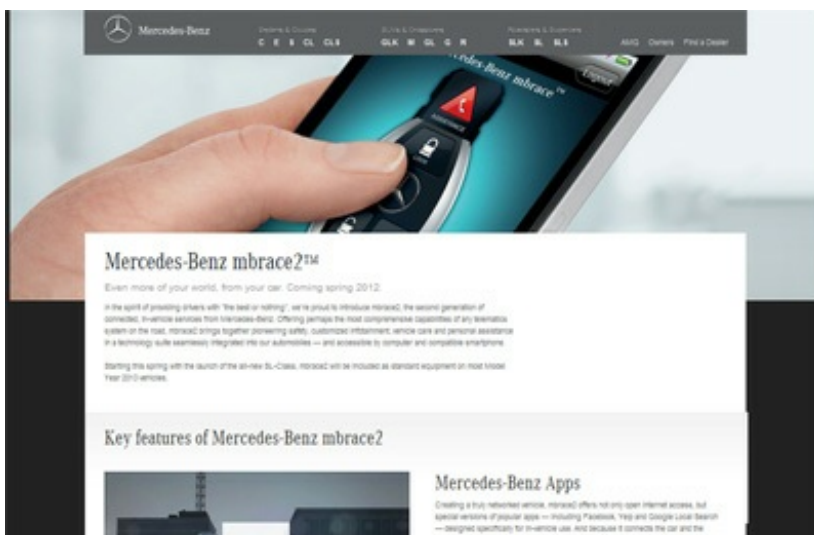 Mercedes-Benz
Sedans & Coupes
C E S CL CLS
SUVs & Crossovers
GLK M GL G R
Roadsters & Supercars
SLK SL SLS
AMG Owners Find a Dealer
Mercedes-Benz mbrace™
Logout
ASSISTANCE
Mercedes-Benz mbrace2™
Even more of your world, from your car. Coming spring 2012.
In the spirit of providing drivers with "the best or nothing", we're proud to introduce mbrace2, the second generation of
connected, in-vehicle services from Mercedes-Benz. Offering perhaps the most comprehensive capabilities of any telematics
system on the road, mbrace2 brings together pioneering safety, customized infotainment, vehicle care and personal assistance
in a technology suite seamlessly integrated into our automobiles — and accessible by computer and compatible smartphone.
Starting this spring with the launch of the all-new SL-Class, mbrace2 will be included as standard equipment on most Model
Year 2013 vehicles.
Key features of Mercedes-Benz mbrace2
Mercedes-Benz Apps
Creating a truly networked vehicle, mbrace2 offers not only open Internet access, but
special versions of popular apps — including Facebook, Yelp and Google Local Search
— designed specifically for in-vehicle use. And because it connects the car and the